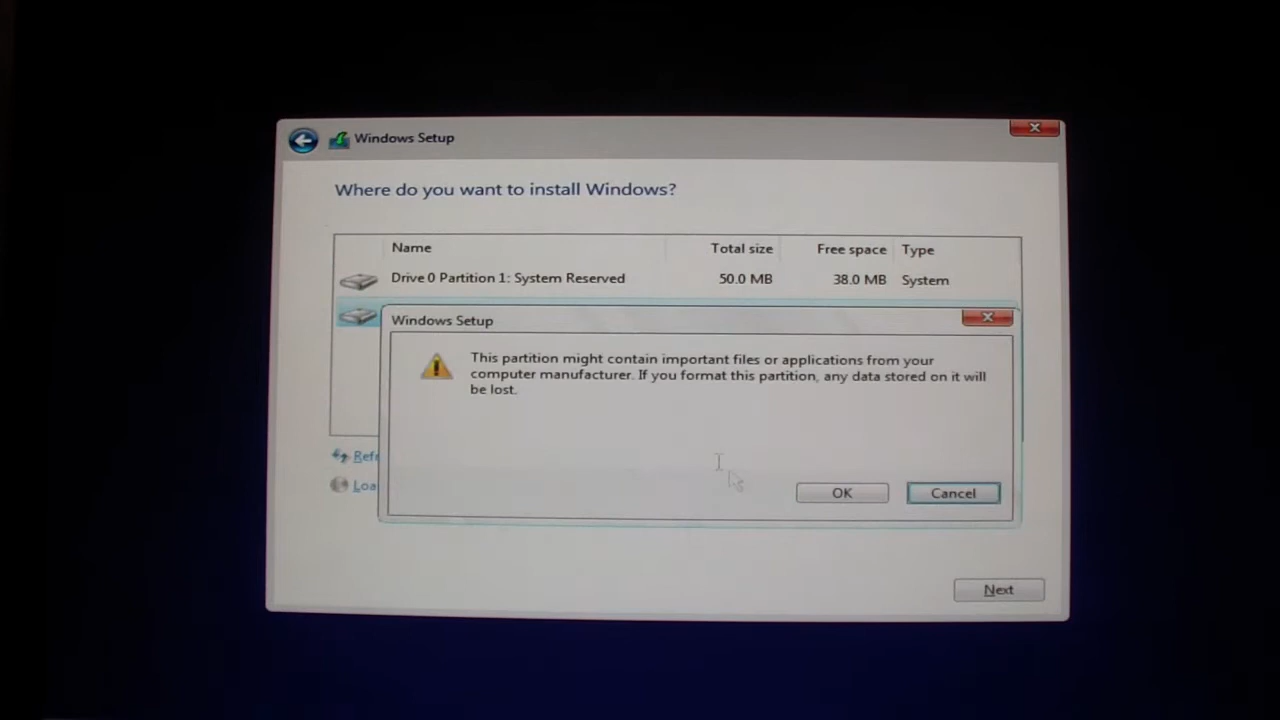 Windows Setup
Where do you want to install Windows?
Name Total size Free space Type
Drive 0 Partition 1: System Reserved 50.0 MB 38.0 MB System
Windows Setup
This partition might contain important files or applications from your
computer manufacturer. If you format this partition, any data stored on it will
be lost.
Refr
Loa
OK Cancel
Next